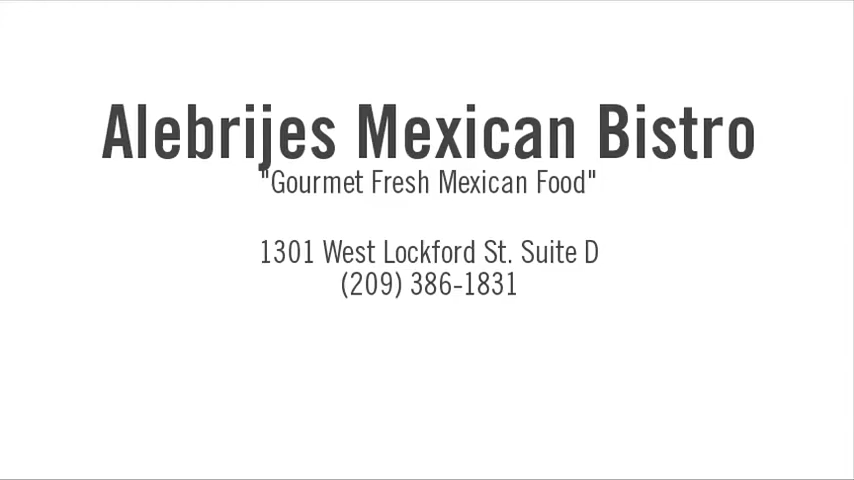 Alebrijes Mexican Bistro
"Gourmet Fresh Mexican Food"
1301 West Lockford St. Suite D
(209) 386-1831